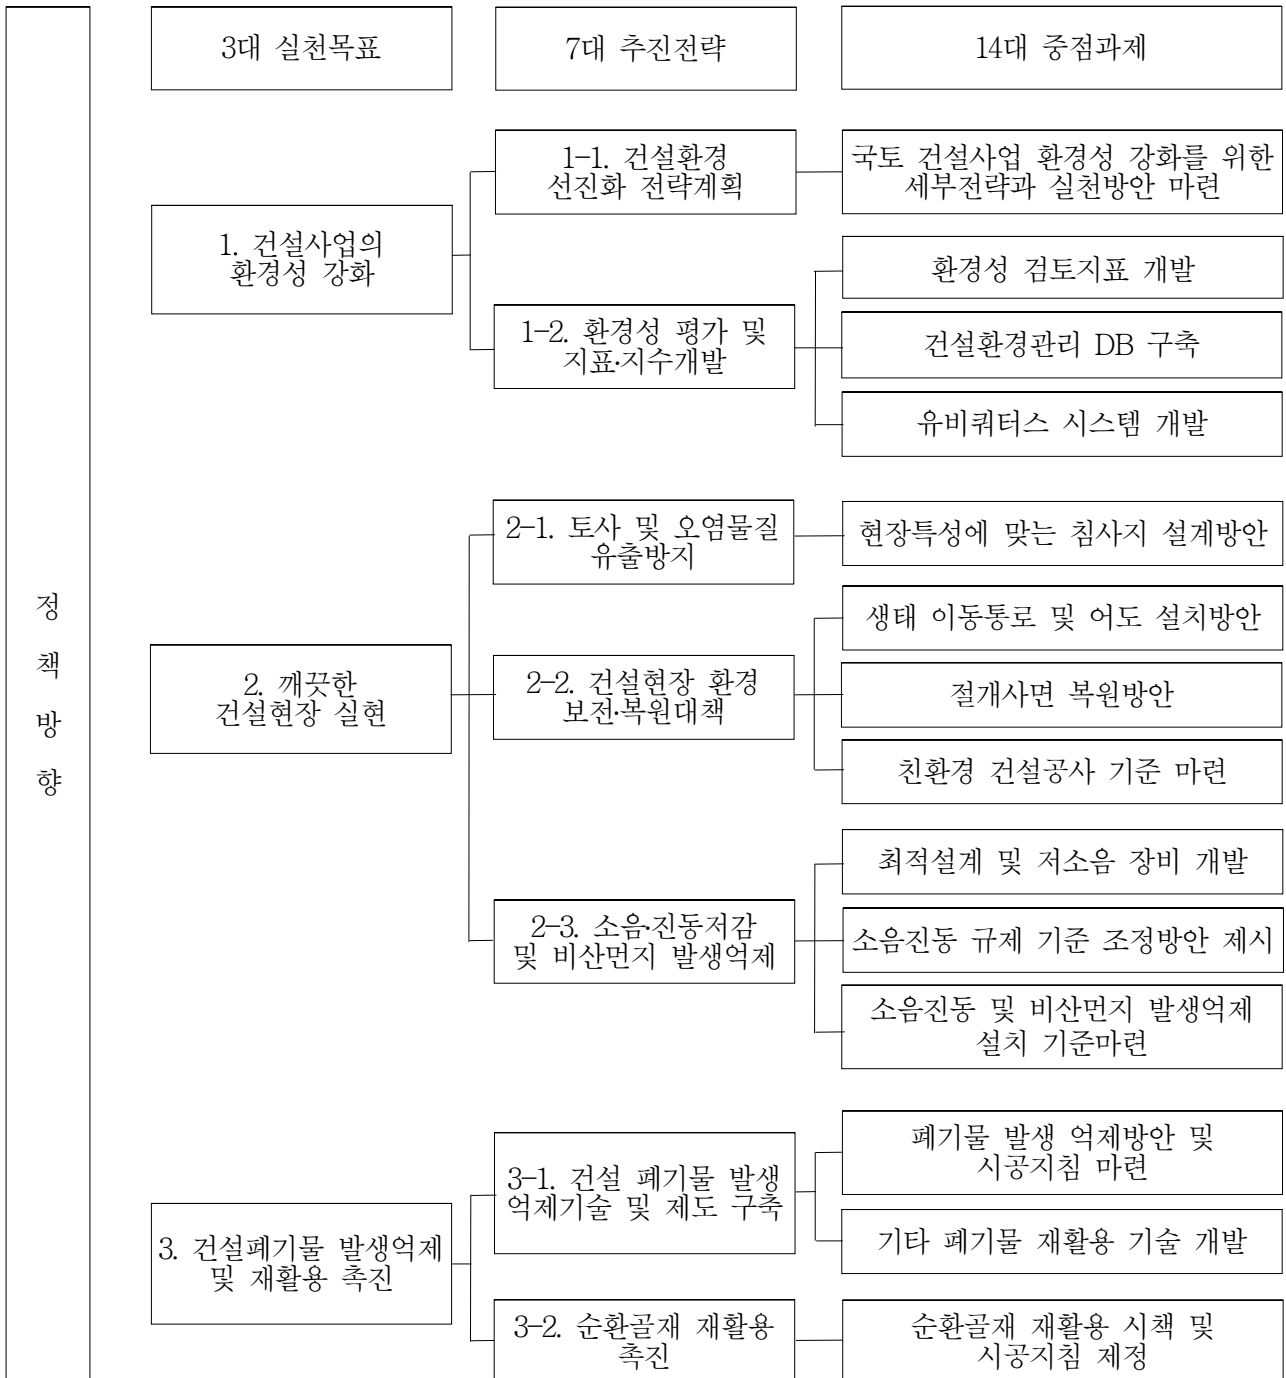 3대 실천목표
7대 추진전략
14대 중점과제
정
책
방
향
1. 건설사업의
환경성 강화
1-1. 건설환경
선진화 전략계획
국토 건설사업 환경성 강화를 위한
세부전략과 실천방안 마련
1-2. 환경성 평가 및
지표·지수개발
환경성 검토지표 개발
건설환경관리 DB 구축
유비쿼터스 시스템 개발
2. 깨끗한
건설현장 실현
2-1. 토사 및 오염물질
유출방지
현장특성에 맞는 침사지 설계방안
2-2. 건설현장 환경
보전·복원대책
생태 이동통로 및 어도 설치방안
절개사면 복원방안
친환경 건설공사 기준 마련
2-3. 소음·진동저감
및 비산먼지 발생억제
최적설계 및 저소음 장비 개발
소음진동 규제 기준 조정방안 제시
소음진동 및 비산먼지 발생억제
설치 기준마련
3. 건설폐기물 발생억제
및 재활용 촉진
3-1. 건설 폐기물 발생
억제기술 및 제도 구축
폐기물 발생 억제방안 및
시공지침 마련
기타 폐기물 재활용 기술 개발
3-2. 순환골재 재활용
촉진
순환골재 재활용 시책 및
시공지침 제정